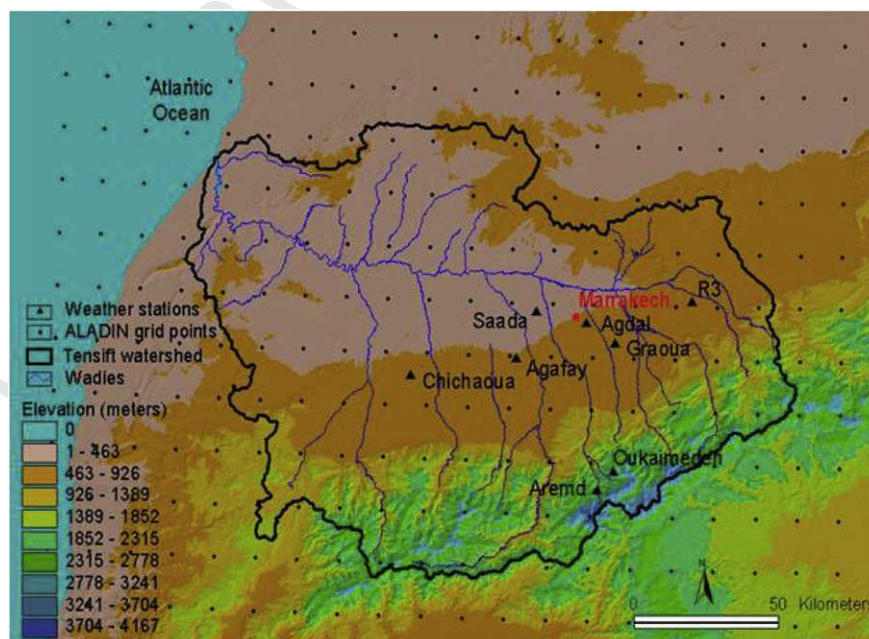 Atlantic
Ocean
Marrakech
R3
Saada
Agdal
Graoua
Agafay
Chichaoua
Oukaimeden
Aremd
Weather stations
ALADIN grid points
Tensift watershed
Wadies
Elevation (meters)
0
1 - 463
463 - 926
926 - 1389
1389 - 1852
1852 - 2315
2315 - 2778
2778 - 3241
3241 - 3704
3704 - 4167
N
0 50 Kilometers